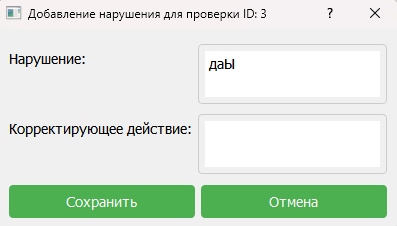 Добавление нарушения для проверки ID: 3
?
Нарушение:
даЫ
Корректирующее действие:
Сохранить
Отмена